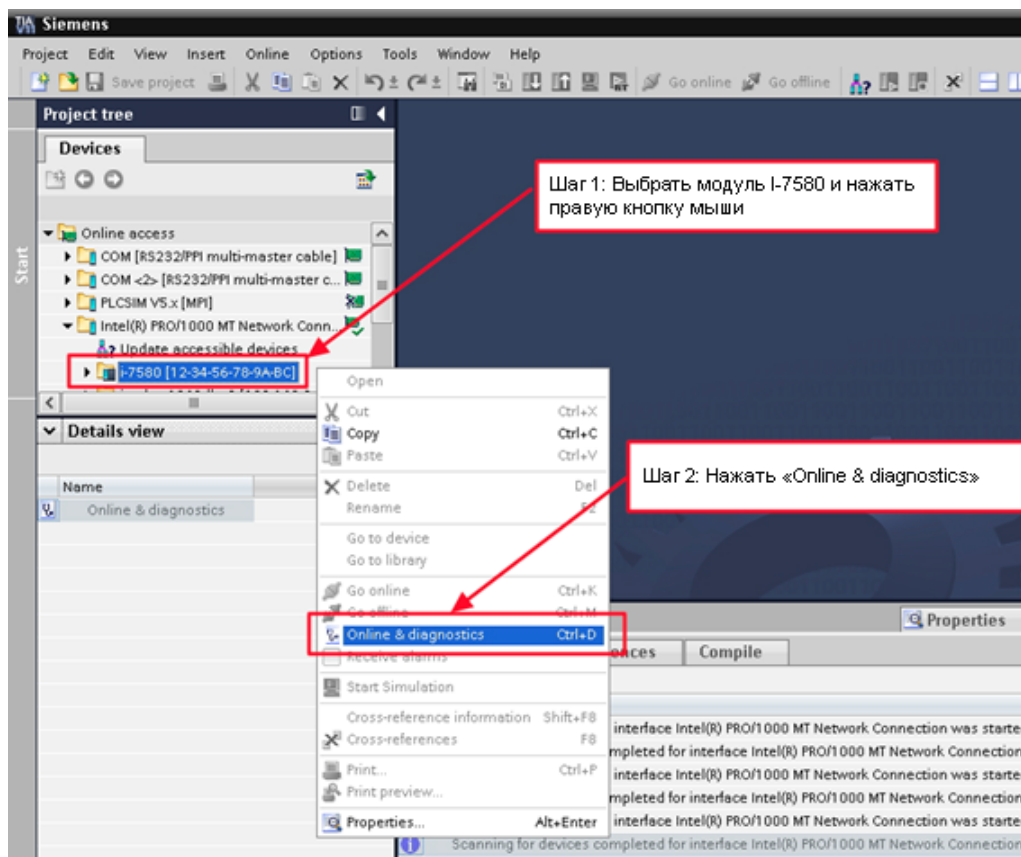 Siemens
Project Edit View Insert Online Options Tools Window Help
Save project Go online Go offline
Project tree
Devices
Start
Шаг 1: Выбрать модуль I-7580 и нажать
правую кнопку мыши
Online access
COM [RS232/PPI multi-master cable]
COM <2> [RS232/PPI multi-master c...
PLCSIM V5.x [MPI]
Intel(R) PRO/1000 MT Network Conn...
Update accessible devices
i-7580 [12-34-56-78-9A-BC]
Details view
Name
Online & diagnostics
Open
Cut Ctrl+X
Copy Ctrl+C
Paste Ctrl+V
Delete Del
Rename F2
Go to device
Go to library
Go online Ctrl+K
Go offline Ctrl+M
Online & diagnostics Ctrl+D
Receive alarms
Start Simulation
Cross-reference information Shift+F8
Cross-references F8
Print... Ctrl+P
Print preview...
Properties... Alt+Enter
Шаг 2: Нажать «Online & diagnostics»
Properties
ences Compile
interface Intel(R) PRO/1000 MT Network Connection was starte
mpleted for interface Intel(R) PRO/1000 MT Network Connection
interface Intel(R) PRO/1000 MT Network Connection was starte
mpleted for interface Intel(R) PRO/1000 MT Network Connection
interface Intel(R) PRO/1000 MT Network Connection was starte
Scanning for devices completed for interface Intel(R) PRO/1000 MT Network Connection